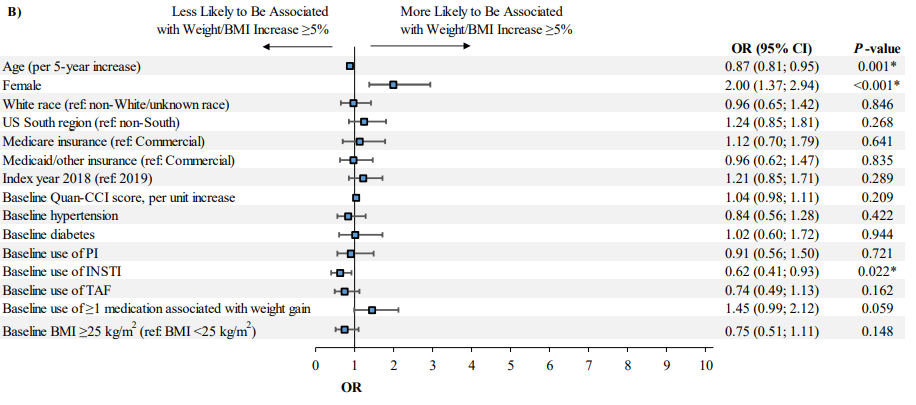 B)
Less Likely to Be Associated with Weight/BMI Increase ≥5%
More Likely to Be Associated with Weight/BMI Increase ≥5%
OR (95% CI) P-value
Age (per 5-year increase) 0.87 (0.81; 0.95) 0.001*
Female 2.00 (1.37; 2.94) <0.001*
White race (ref: non-White/unknown race) 0.96 (0.65; 1.42) 0.846
US South region (ref: non-South) 1.24 (0.85; 1.81) 0.268
Medicare insurance (ref: Commercial) 1.12 (0.70; 1.79) 0.641
Medicaid/other insurance (ref: Commercial) 0.96 (0.62; 1.47) 0.835
Index year 2018 (ref: 2019) 1.21 (0.85; 1.71) 0.289
Baseline Quan-CCI score, per unit increase 1.04 (0.98; 1.11) 0.209
Baseline hypertension 0.84 (0.56; 1.28) 0.422
Baseline diabetes 1.02 (0.60; 1.72) 0.944
Baseline use of PI 0.91 (0.56; 1.50) 0.721
Baseline use of INSTI 0.62 (0.41; 0.93) 0.022*
Baseline use of TAF 0.74 (0.49; 1.13) 0.162
Baseline use of ≥1 medication associated with weight gain 1.45 (0.99; 2.12) 0.059
Baseline BMI ≥25 kg/m² (ref: BMI <25 kg/m²) 0.75 (0.51; 1.11) 0.148
0 1 2 3 4 5 6 7 8 9 10
OR